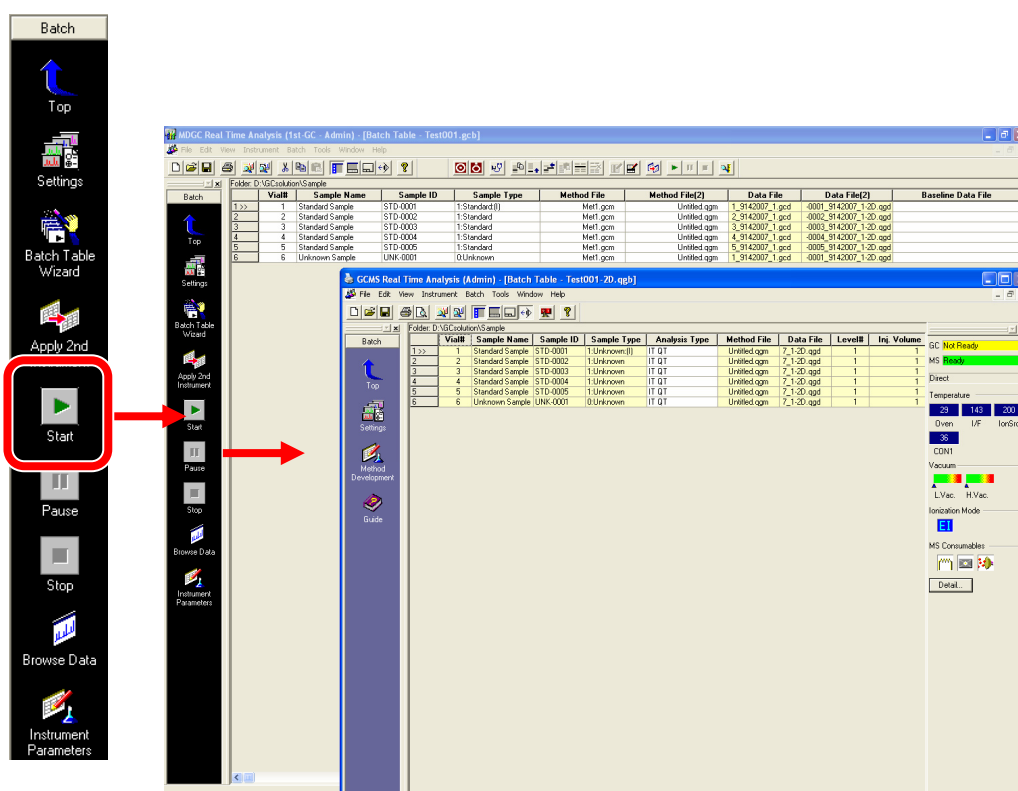 Batch
Top
Settings
Batch Table
Wizard
Apply 2nd
Start
Pause
Stop
Browse Data
Instrument
Parameters
MDGC Real Time Analysis (1st-GC - Admin) - [Batch Table - Test001.gcb]
File Edit View Instrument Batch Tools Window Help
Batch
Top
Settings
Batch Table
Wizard
Apply 2nd
Instrument
Start
Pause
Stop
Browse Data
Instrument
Parameters
Folder: D:\GCsolution\Sample
Vial# Sample Name Sample ID Sample Type Method File Method File(2) Data File Data File(2) Baseline Data File
1 >> 1 Standard Sample STD-0001 1:Standard:(I) Met1.gcm Untitled.qgm 1_9142007_1.gcd -0001_9142007_1-2D.qgd
2 2 Standard Sample STD-0002 1:Standard Met1.gcm Untitled.qgm 2_9142007_1.gcd -0002_9142007_1-2D.qgd
3 3 Standard Sample STD-0003 1:Standard Met1.gcm Untitled.qgm 3_9142007_1.gcd -0003_9142007_1-2D.qgd
4 4 Standard Sample STD-0004 1:Standard Met1.gcm Untitled.qgm 4_9142007_1.gcd -0004_9142007_1-2D.qgd
5 5 Standard Sample STD-0005 1:Standard Met1.gcm Untitled.qgm 5_9142007_1.gcd -0005_9142007_1-2D.qgd
6 6 Unknown Sample UNK-0001 0:Unknown Met1.gcm Untitled.qgm 1_9142007_1.gcd -0001_9142007_1-2D.qgd
GCMS Real Time Analysis (Admin) - [Batch Table - Test001-2D.qgb]
File Edit View Instrument Batch Tools Window Help
Batch
Top
Settings
Method
Development
Guide
Folder: D:\GCsolution\Sample
Vial# Sample Name Sample ID Sample Type Analysis Type Method File Data File Level# Inj. Volume
1 >> 1 Standard Sample STD-0001 1:Unknown:(I) IT QT Untitled.qgm 7_1-2D.qgd 1 1
2 2 Standard Sample STD-0002 1:Unknown IT QT Untitled.qgm 7_1-2D.qgd 1 1
3 3 Standard Sample STD-0003 1:Unknown IT QT Untitled.qgm 7_1-2D.qgd 1 1
4 4 Standard Sample STD-0004 1:Unknown IT QT Untitled.qgm 7_1-2D.qgd 1 1
5 5 Standard Sample STD-0005 1:Unknown IT QT Untitled.qgm 7_1-2D.qgd 1 1
6 6 Unknown Sample UNK-0001 0:Unknown IT QT Untitled.qgm 7_1-2D.qgd 1 1
GC Not Ready
MS Ready
Direct
Temperature
29 143 200
Oven I/F IonSrc
36
CON1
Vacuum
L.Vac. H.Vac.
Ionization Mode
EI
MS Consumables
Detail...